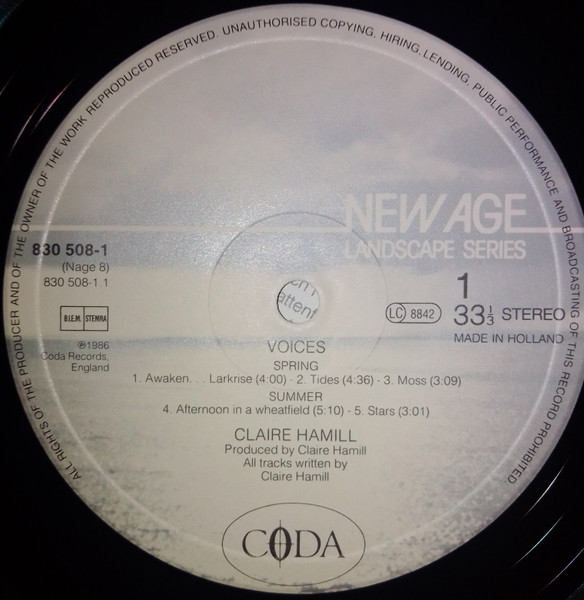 ALL RIGHTS OF THE PRODUCER AND OF THE OWNER OF THE WORK REPRODUCED RESERVED. UNAUTHORISED COPYING, HIRING, LENDING, PUBLIC PERFORMANCE AND BROADCASTING OF THIS RECORD PROHIBITED
NEW AGE
LANDSCAPE SERIES
830 508-1
(Nage 8)
830 508-1.1
B.I.E.M. STEMRA
℗1986
Coda Records,
England
1
LC 8842
33⅓ STEREO
MADE IN HOLLAND
attent
VOICES
SPRING
1. Awaken. . . Larkrise (4:00) - 2. Tides (4:36) - 3. Moss (3.09)
SUMMER
4. Afternoon in a wheatfield (5:10) - 5. Stars (3:01)
CLAIRE HAMILL
Produced by Claire Hamill
All tracks written by
Claire Hamill
CODA